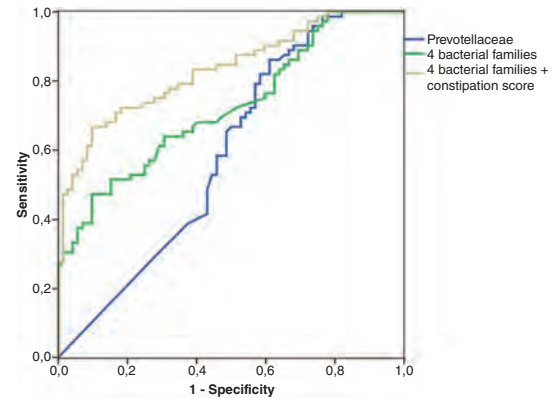 1,0
0,8
0,6
0,4
0,2
0,0
Sensitivity
0,0 0,2 0,4 0,6 0,8 1,0
1 - Specificity
Prevotellaceae
4 bacterial families
4 bacterial families +
constipation score